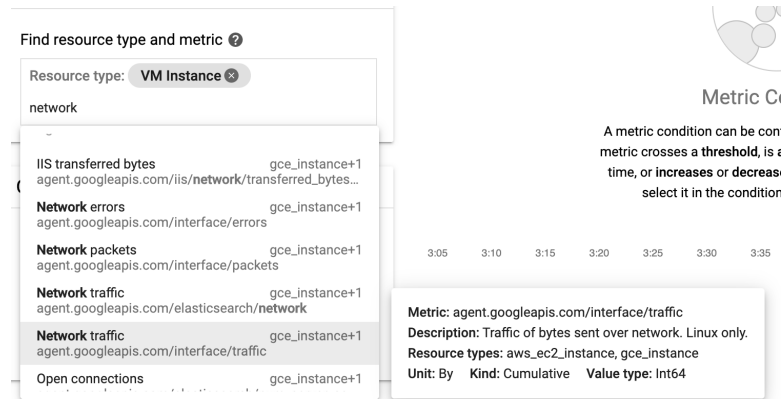 Find resource type and metric ?
Resource type: VM Instance
network
IIS transferred bytes gce_instance+1
agent.googleapis.com/iis/network/transferred_bytes...
Network errors gce_instance+1
agent.googleapis.com/interface/errors
Network packets gce_instance+1
agent.googleapis.com/interface/packets
Network traffic gce_instance+1
agent.googleapis.com/elasticsearch/network
Network traffic gce_instance+1
agent.googleapis.com/interface/traffic
Open connections gce_instance+1
Metric
A metric condition can be
metric crosses a threshold, is
time, or increases or
select it in the condition
3:05 3:10 3:15 3:20 3:25 3:30 3:35
Metric: agent.googleapis.com/interface/traffic
Description: Traffic of bytes sent over network. Linux only.
Resource types: aws_ec2_instance, gce_instance
Unit: By Kind: Cumulative Value type: Int64